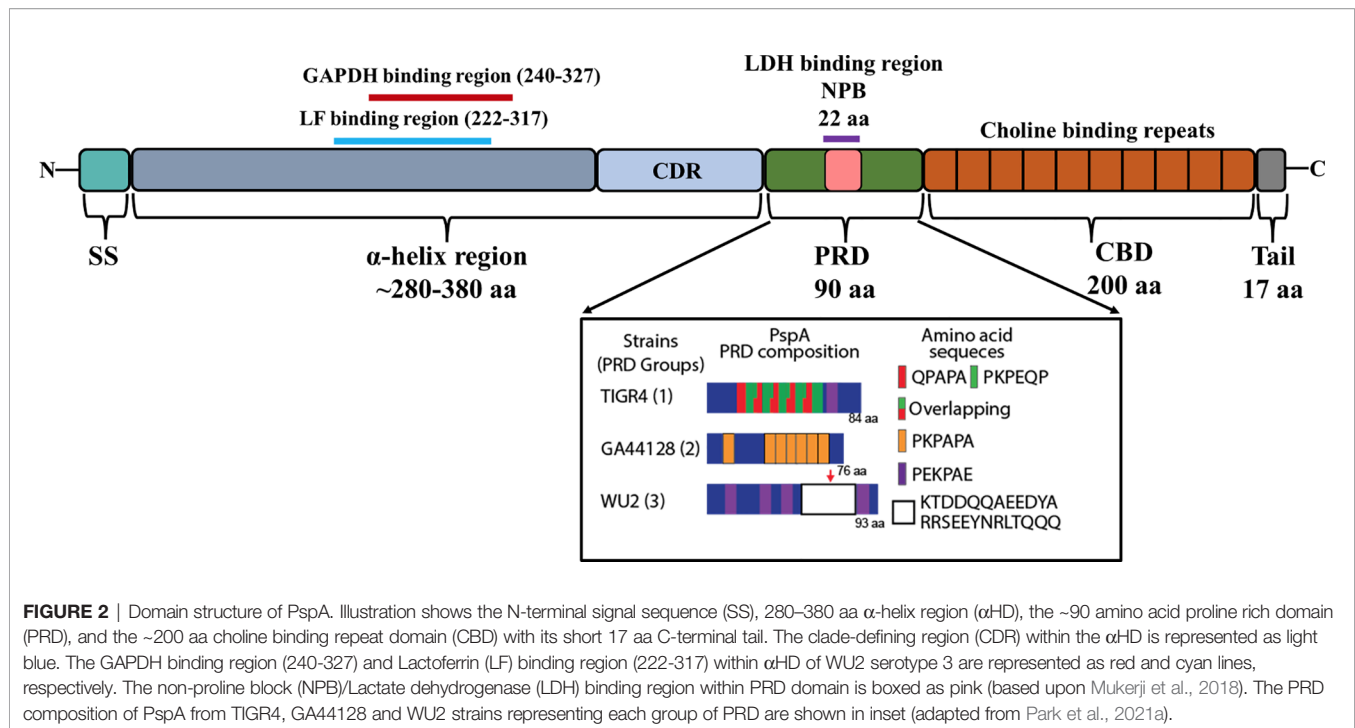 GAPDH binding region (240-327)
LF binding region (222-317)
LDH binding region
NPB
22 aa
Choline binding repeats
N
CDR
C
SS
α-helix region
~280-380 aa
PRD
90 aa
CBD
200 aa
Tail
17 aa
Strains
(PRD Groups)
PspA
PRD composition
Amino acid
sequeces
TIGR4 (1)
84 aa
GA44128 (2)
76 aa
WU2 (3)
93 aa
QPAPA PKPEQP
Overlapping
PKPAPA
PEKPAE
KTDDQQAEEDYA
RRSEEYNRLTQQQ
FIGURE 2 | Domain structure of PspA. Illustration shows the N-terminal signal sequence (SS), 280–380 aa α-helix region (αHD), the ~90 amino acid proline rich domain
(PRD), and the ~200 aa choline binding repeat domain (CBD) with its short 17 aa C-terminal tail. The clade-defining region (CDR) within the αHD is represented as light
blue. The GAPDH binding region (240-327) and Lactoferrin (LF) binding region (222-317) within αHD of WU2 serotype 3 are represented as red and cyan lines,
respectively. The non-proline block (NPB)/Lactate dehydrogenase (LDH) binding region within PRD domain is boxed as pink (based upon Mukerji et al., 2018). The PRD
composition of PspA from TIGR4, GA44128 and WU2 strains representing each group of PRD are shown in inset (adapted from Park et al., 2021a).